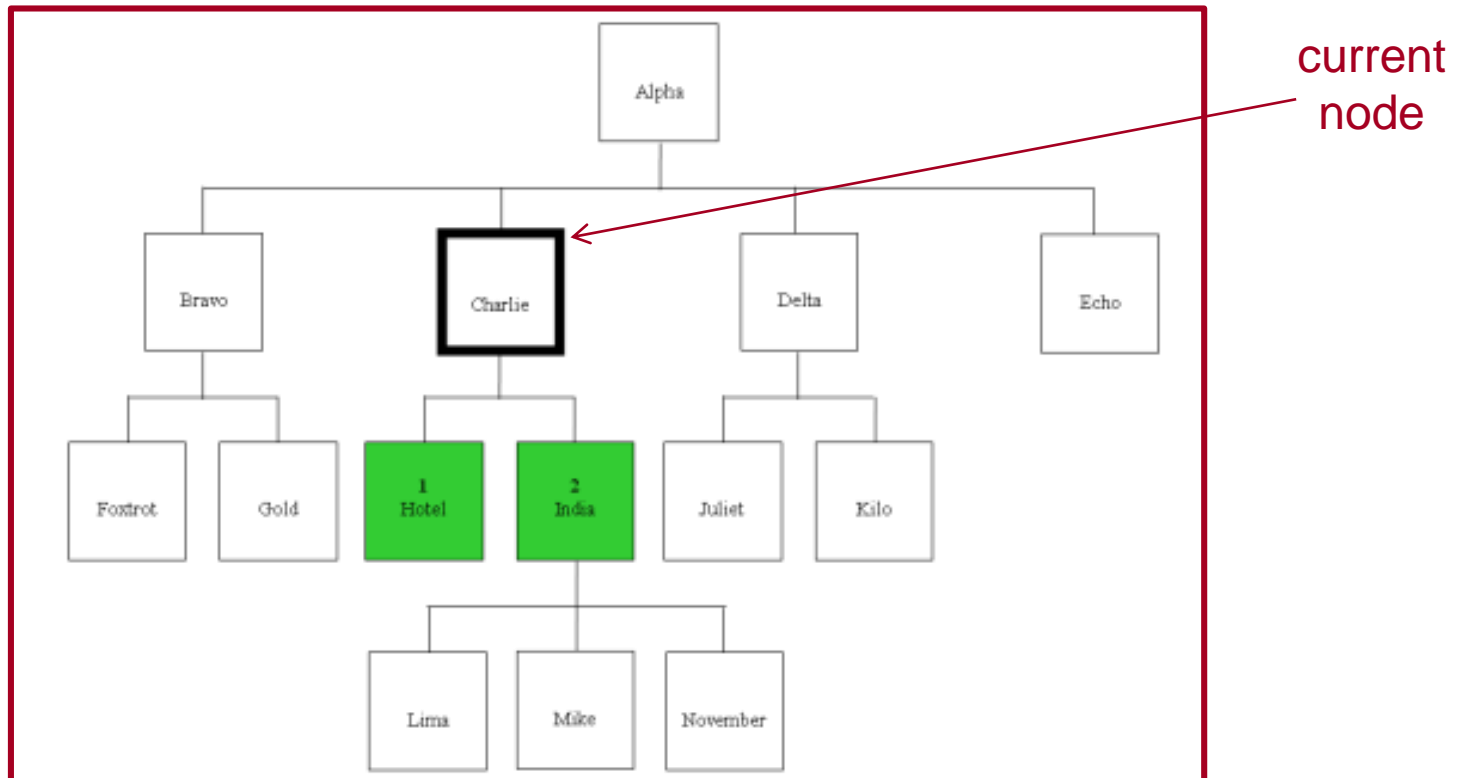 current
node
Alpha
Bravo
Charlie
Delta
Echo
Foxtrot
Gold
1
Hotel
2
India
Juliet
Kilo
Lima
Mike
November